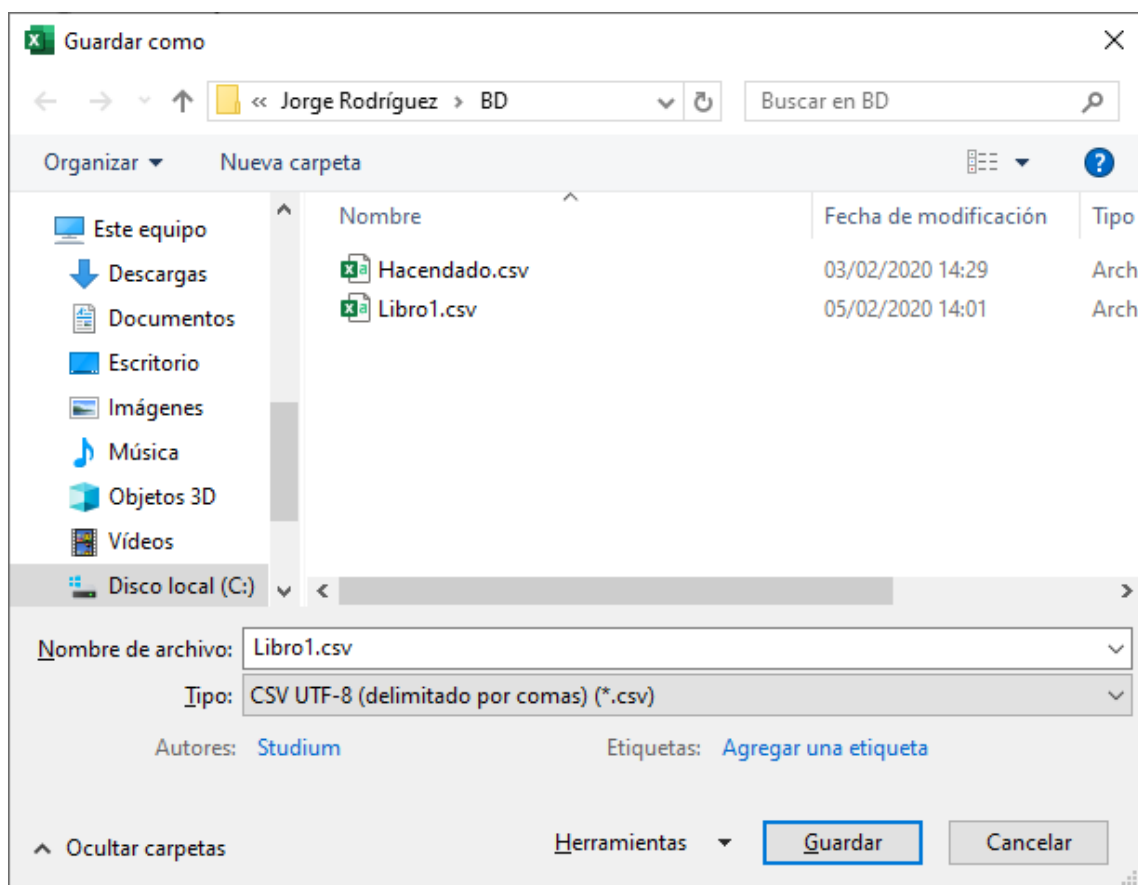 Guardar como
« Jorge Rodríguez > BD
Buscar en BD
Organizar
Nueva carpeta
?
Este equipo
Descargas
Documentos
Escritorio
Imágenes
Música
Objetos 3D
Vídeos
Disco local (C:)
Nombre
Fecha de modificación
Tipo
Hacendado.csv
03/02/2020 14:29
Arch
Libro1.csv
05/02/2020 14:01
Arch
Nombre de archivo: Libro1.csv
Tipo: CSV UTF-8 (delimitado por comas) (*.csv)
Autores: Studium
Etiquetas: Agregar una etiqueta
Ocultar carpetas
Herramientas
Guardar
Cancelar